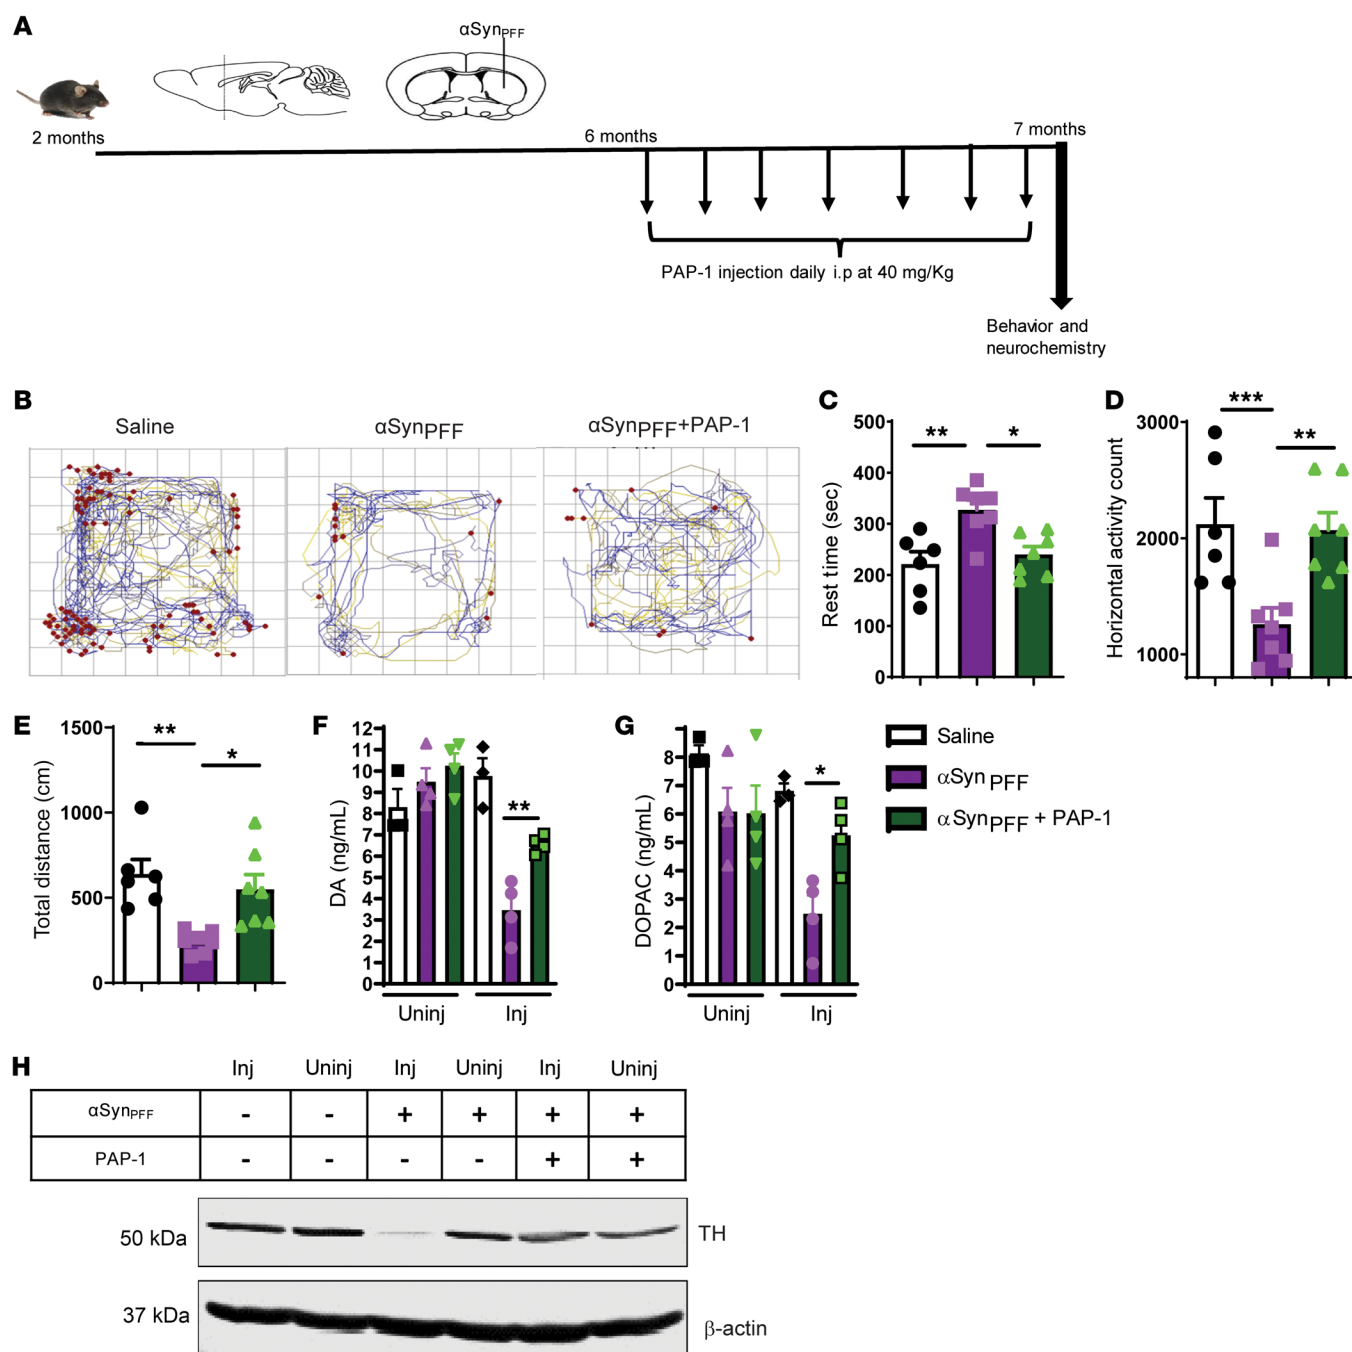 A
αSynPFF
2 months
6 months
7 months
PAP-1 injection daily i.p at 40 mg/Kg
Behavior and
neurochemistry
B
Saline
αSynPFF
αSynPFF+PAP-1
C
Rest time (sec)
500
400
300
200
100
0
**
*
D
Horizontal activity count
3000
2000
1000
***
**
E
Total distance (cm)
1500
1000
500
0
**
*
F
DA (ng/mL)
12
11
10
9
8
7
6
5
4
3
2
1
0
**
Uninj
Inj
G
DOPAC (ng/mL)
8
7
6
5
4
3
2
1
0
*
Uninj
Inj
Saline
αSyn PFF
αSynPFF + PAP-1
H
Inj Uninj Inj Uninj Inj Uninj
αSynPFF - - + + + +
PAP-1 - - - - + +
50 kDa TH
37 kDa β-actin